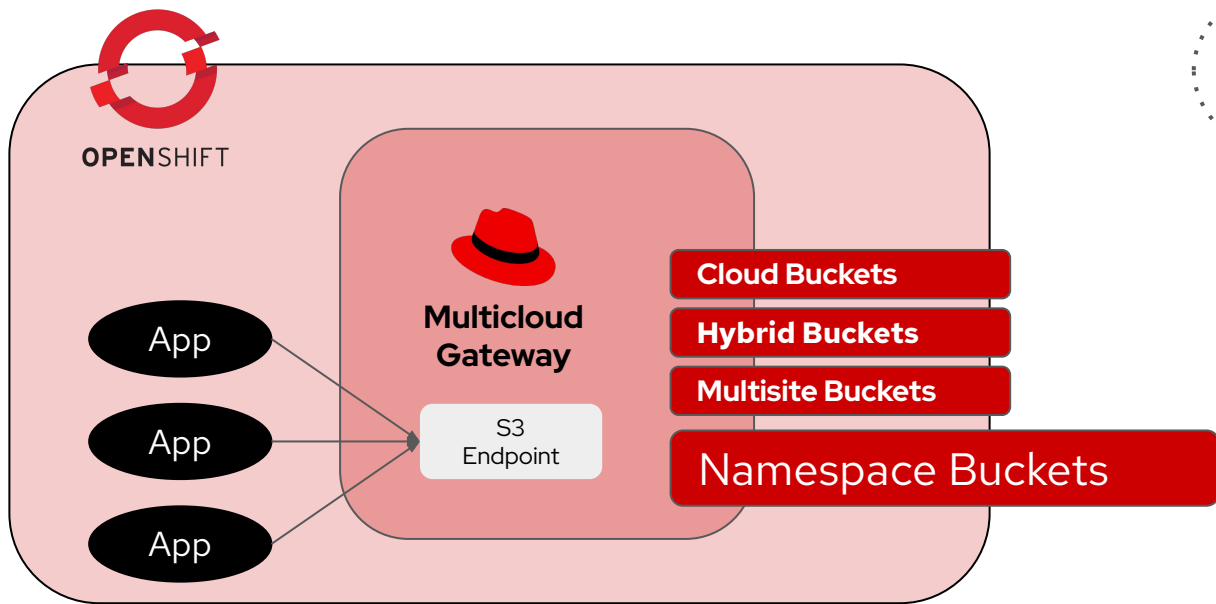 OPENSHIFT
Multicloud
Gateway
App
App
App
S3
Endpoint
Cloud Buckets
Hybrid Buckets
Multisite Buckets
Namespace Buckets